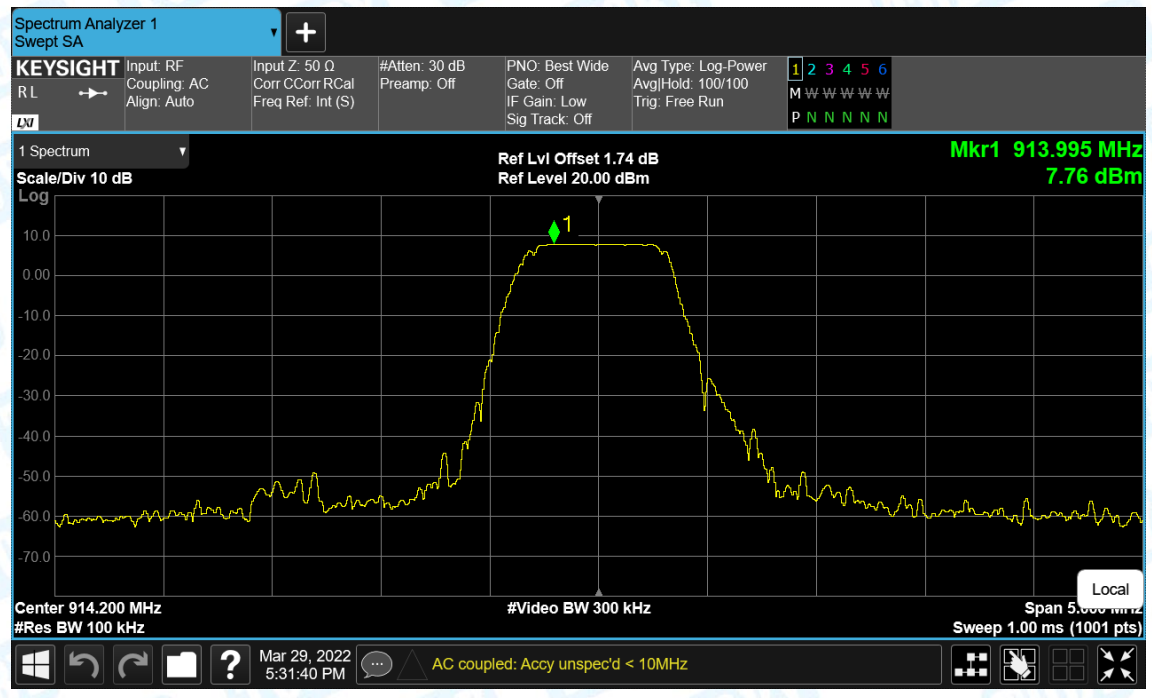 Spectrum Analyzer 1
Swept SA
+
KEYSIGHT
R L
LXI
Input: RF
Coupling: AC
Align: Auto
Input Z: 50 Ω
Corr CCorr RCal
Freq Ref: Int (S)
#Atten: 30 dB
Preamp: Off
PNO: Best Wide
Gate: Off
IF Gain: Low
Sig Track: Off
Avg Type: Log-Power
Avg|Hold: 100/100
Trig: Free Run
1 2 3 4 5 6
M W W W W W
P N N N N N
1 Spectrum
Scale/Div 10 dB
Log
Ref Lvl Offset 1.74 dB
Ref Level 20.00 dBm
Mkr1 913.995 MHz
7.76 dBm
1
10.0
0.00
-10.0
-20.0
-30.0
-40.0
-50.0
-60.0
-70.0
Local
Center 914.200 MHz
#Video BW 300 kHz
Span 5.000 MHz
#Res BW 100 kHz
Sweep 1.00 ms (1001 pts)
?
Mar 29, 2022
5:31:40 PM
AC coupled: Accy unspec'd < 10MHz